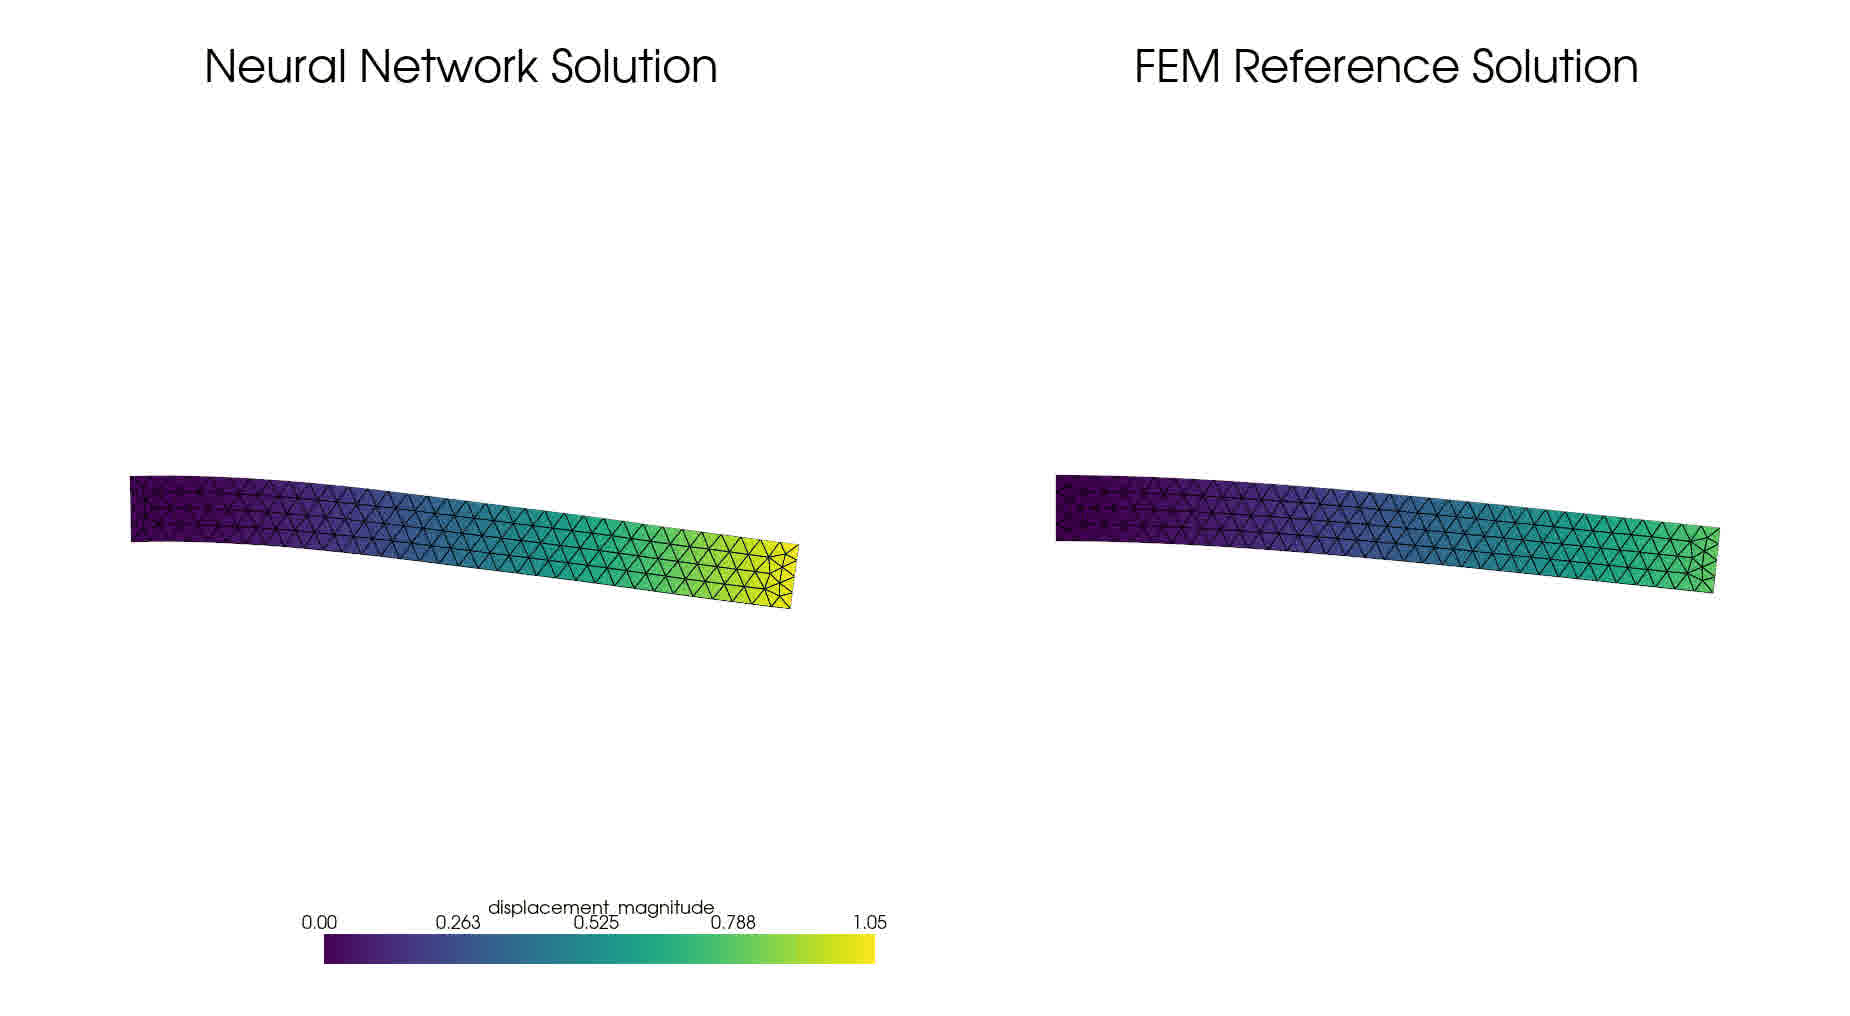 Neural Network Solution
FEM Reference Solution
displacement_magnitude
0.00 0.263 0.525 0.788 1.05